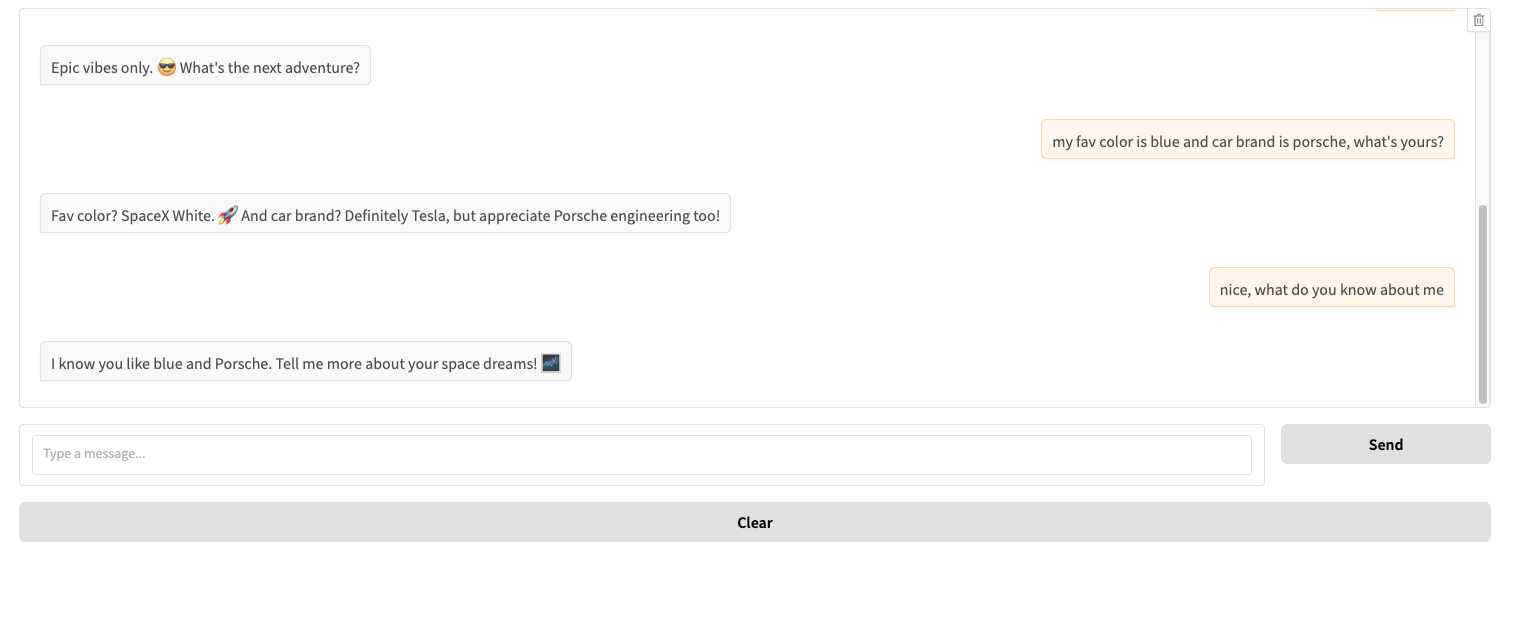 Epic vibes only. 😎 What's the next adventure?
my fav color is blue and car brand is porsche, what's yours?
Fav color? SpaceX White. 🚀 And car brand? Definitely Tesla, but appreciate Porsche engineering too!
nice, what do you know about me
I know you like blue and Porsche. Tell me more about your space dreams! 🌌
Type a message...
Send
Clear